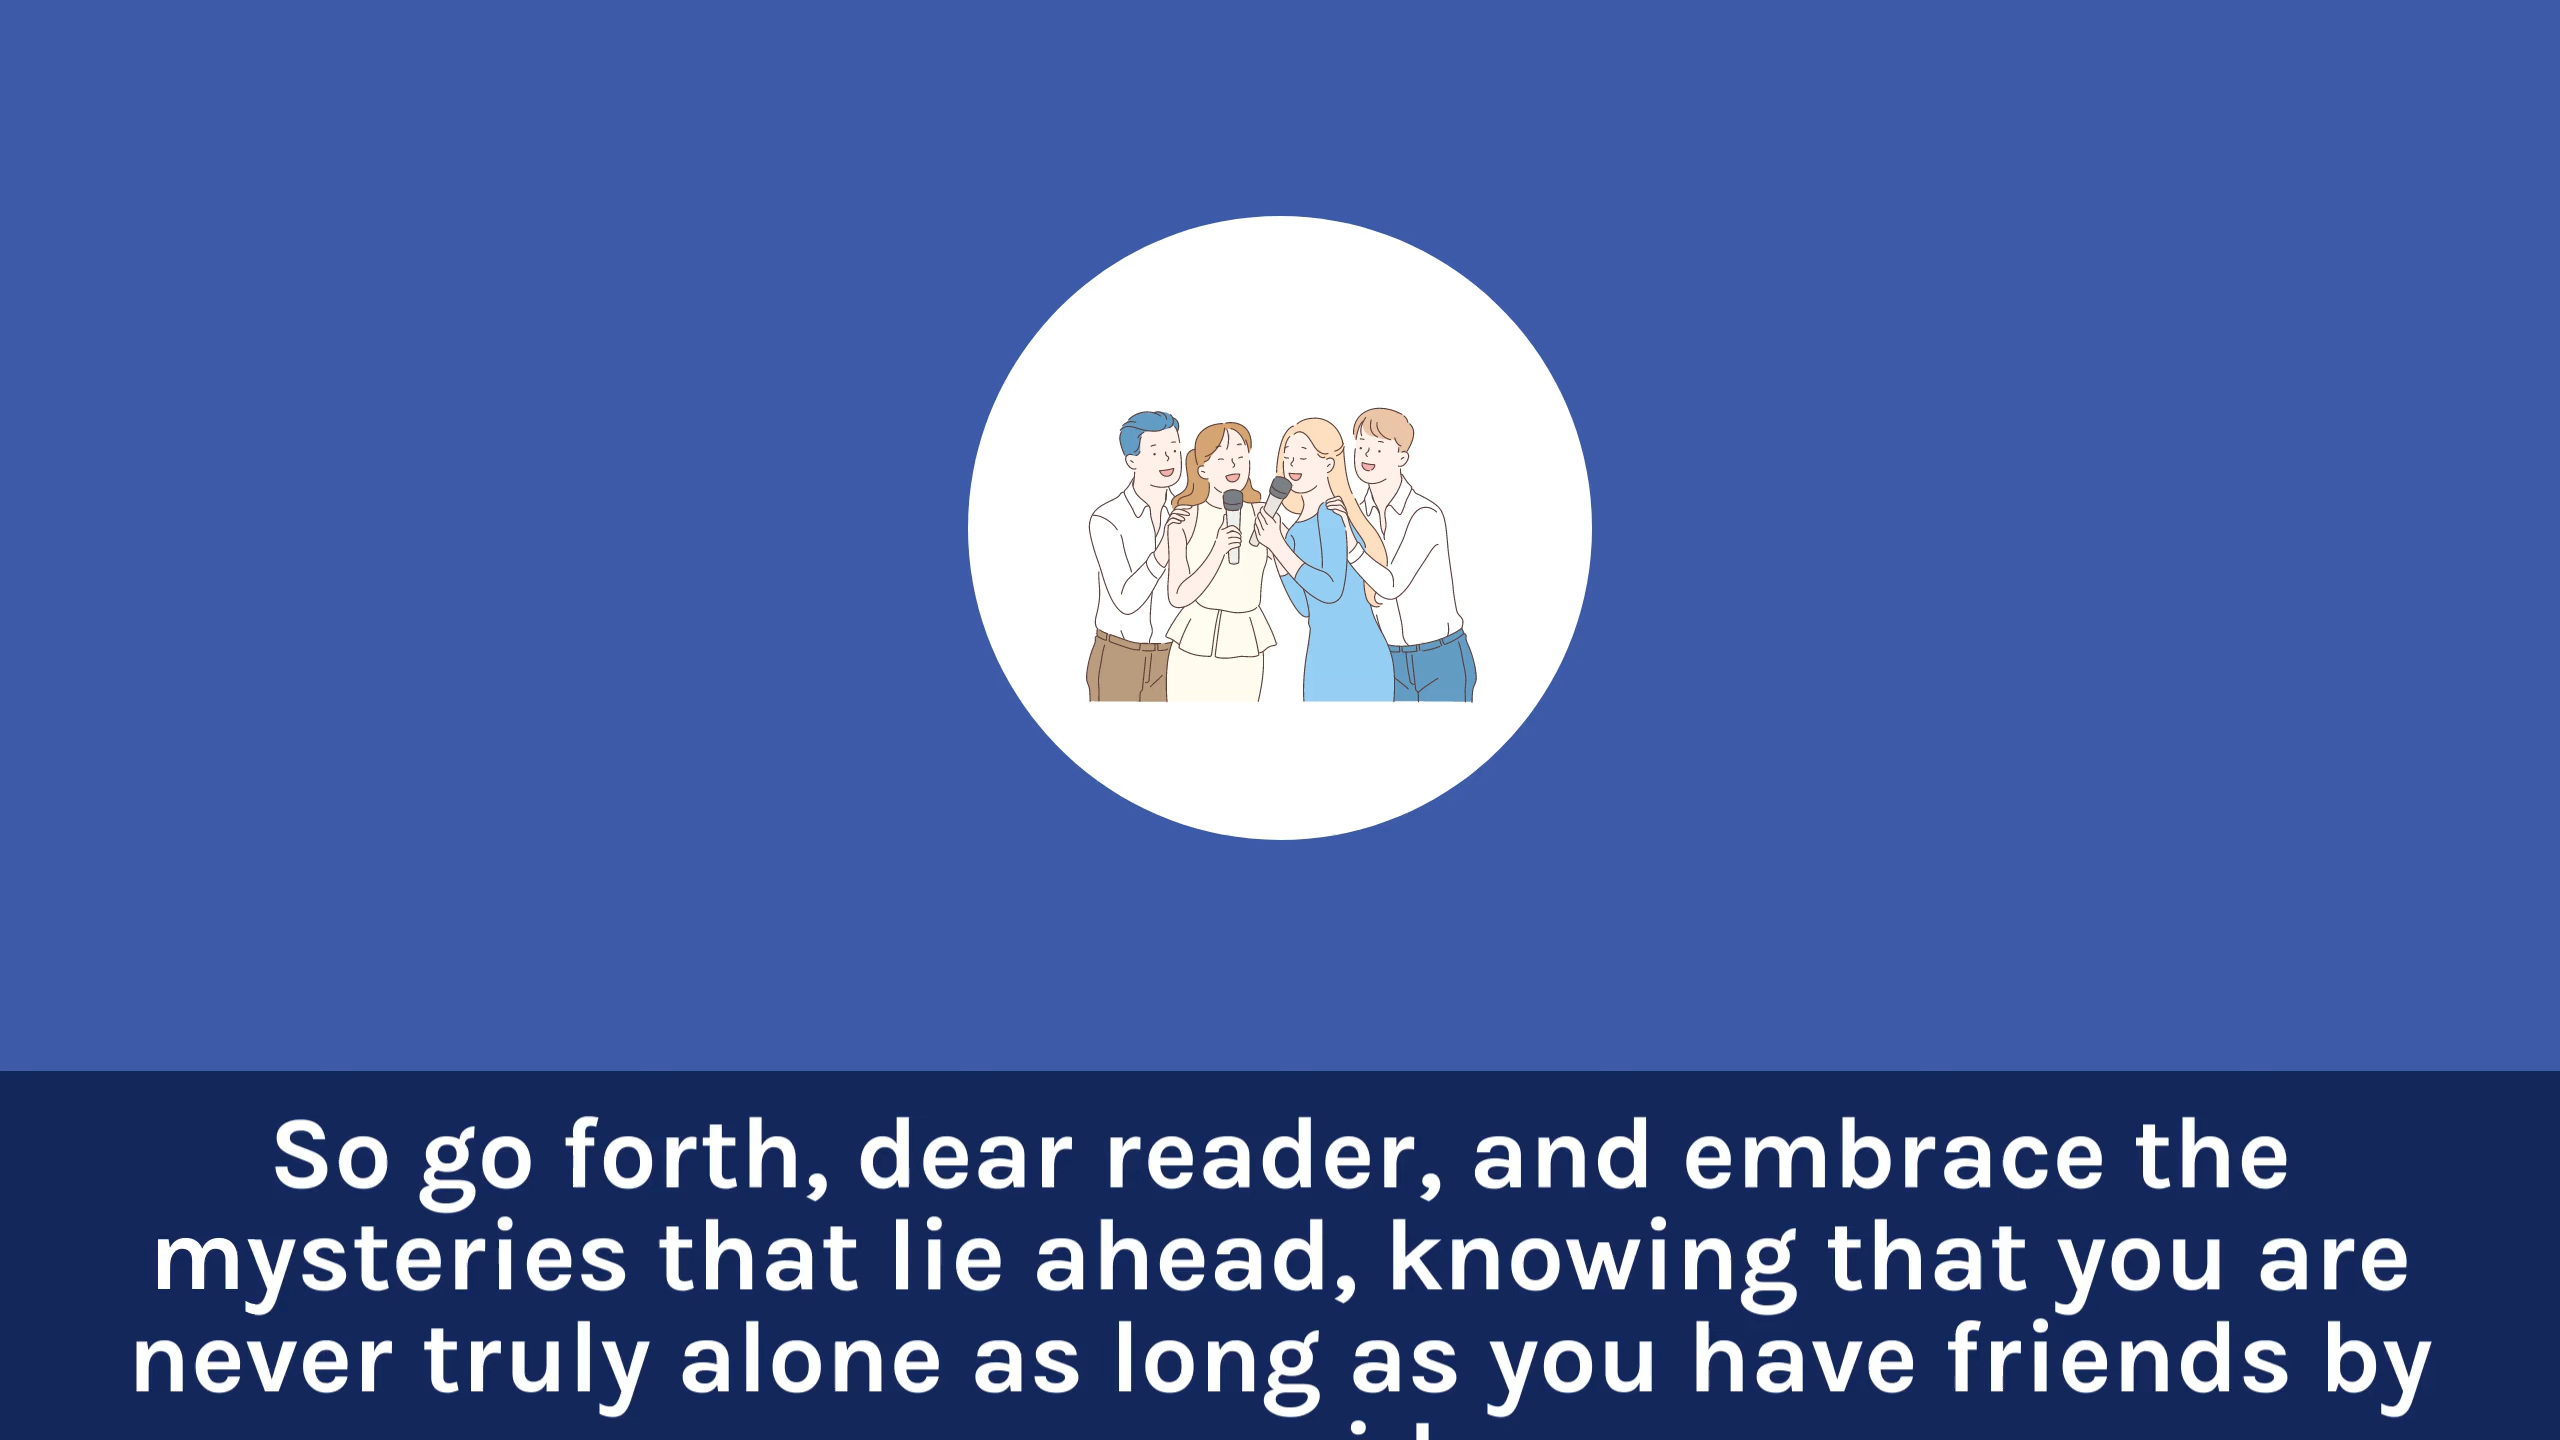 So go forth, dear reader, and embrace the
mysteries that lie ahead, knowing that you are
never truly alone as long as you have friends by